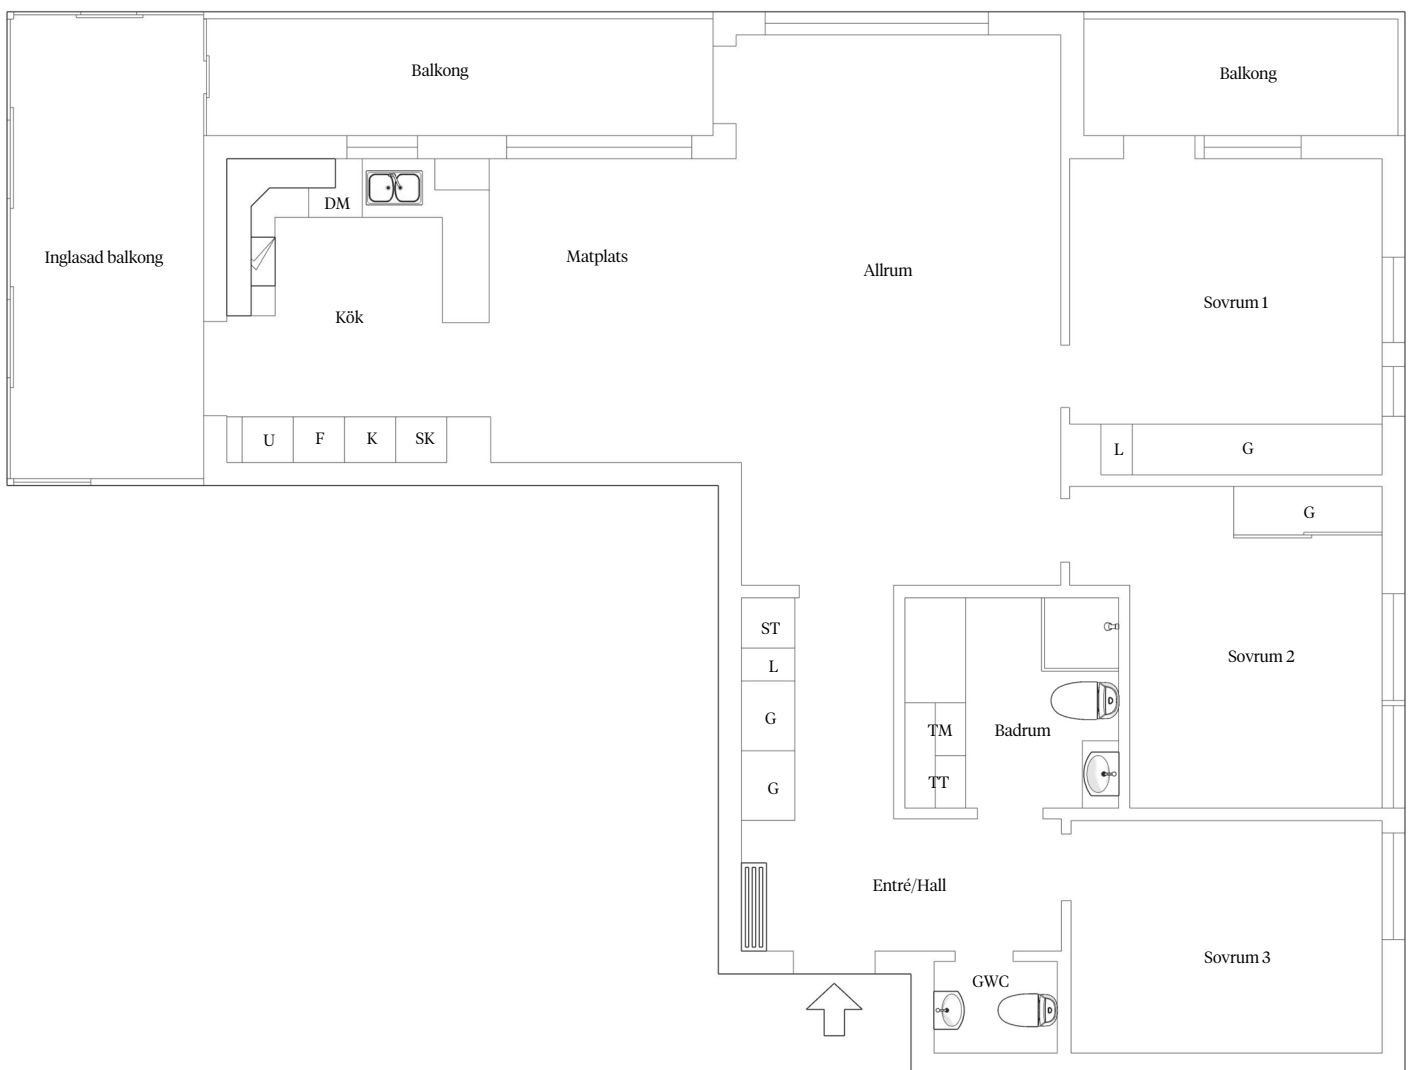 Balkong
Balkong
DM
Inglasad balkong
Matplats
Allrum
Sovrum 1
Kök
U
F
K
SK
L
G
G
ST
L
G
G
TM
TT
Badrum
Sovrum 2
Entré/Hall
Sovrum 3
GWC